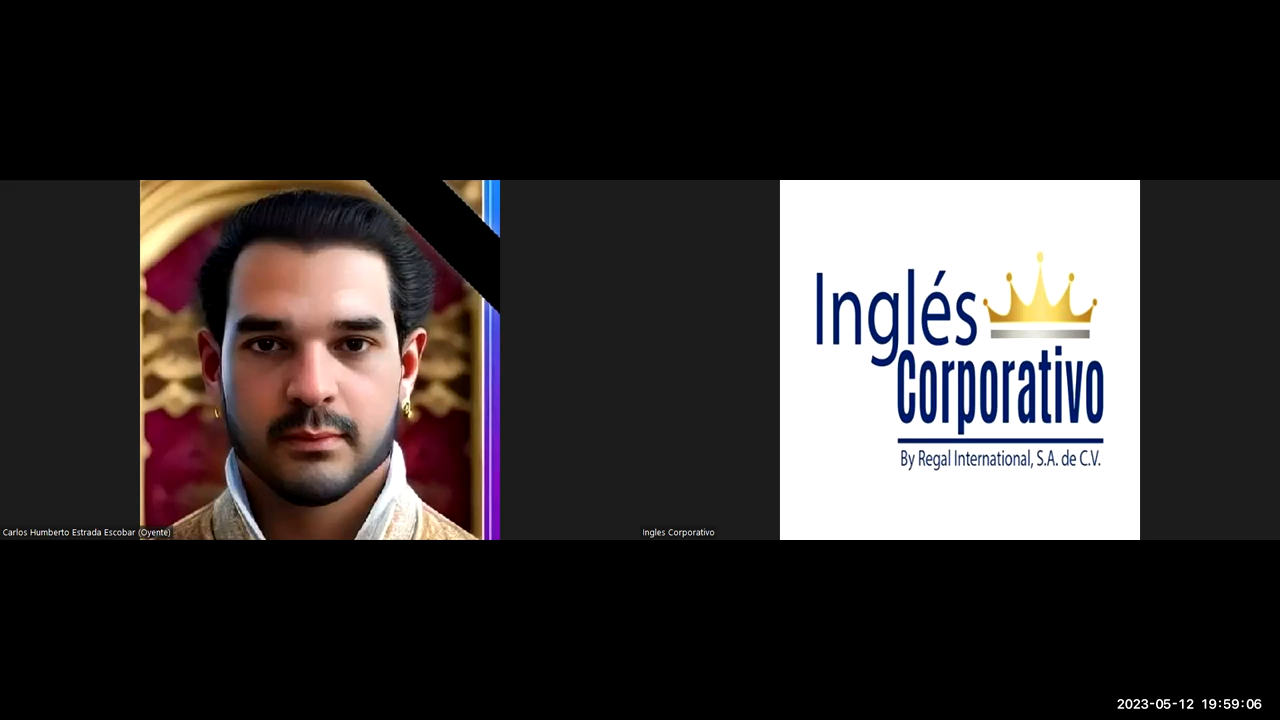 Inglés
Corporativo
By Regal International, S.A. de C.V.
Carlos Humberto Estrada Escobar (Oyente)
Ingles Corporativo
2023-05-12 19:59:06